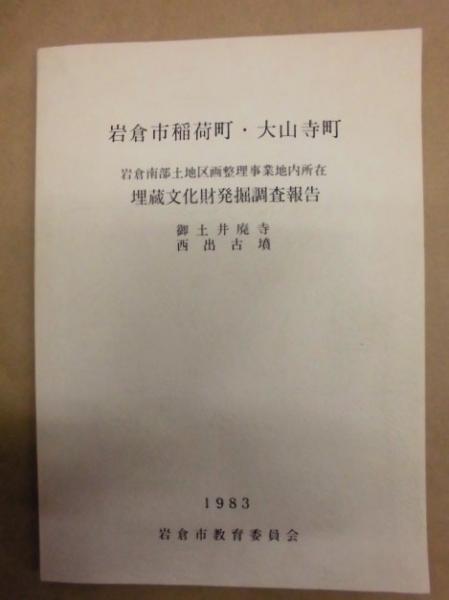 岩倉市稲荷町・大山寺町
岩倉南部土地区画整理事業地内所在
埋蔵文化財発掘調査報告
御土井廃寺
西出古墳
1983
岩倉市教育委員会